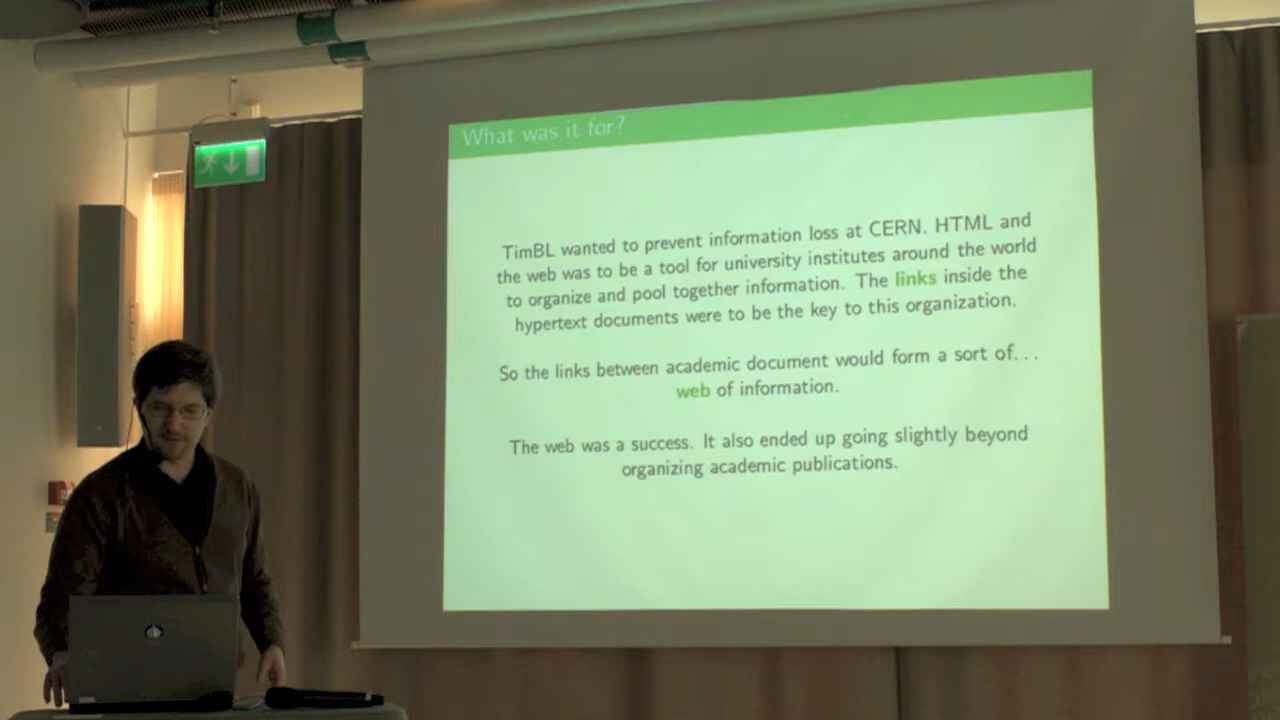 What was it for?
TimBL wanted to prevent information loss at CERN. HTML and
the web was to be a tool for university institutes around the world
to organize and pool together information. The links inside the
hypertext documents were to be the key to this organization.
So the links between academic document would form a sort of...
web of information.
The web was a success. It also ended up going slightly beyond
organizing academic publications.